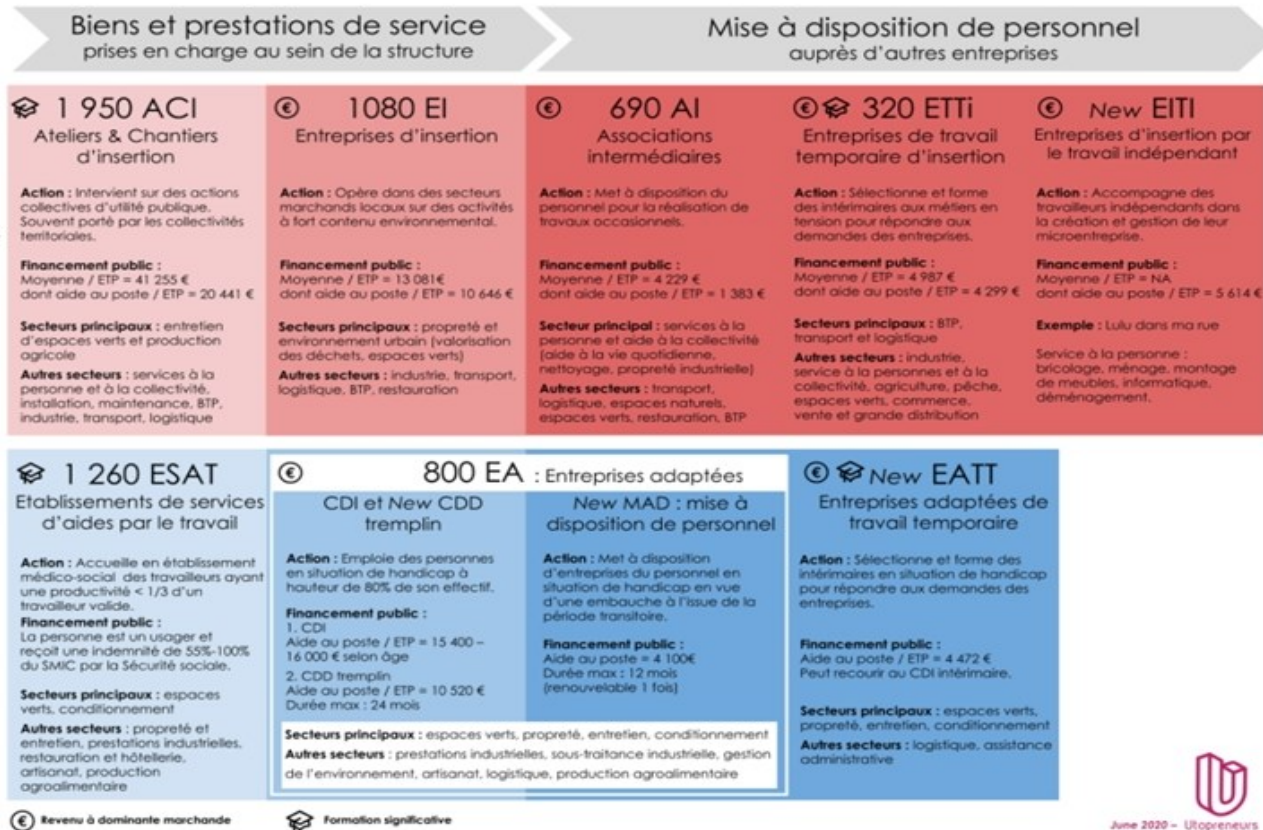 Biens et prestations de service
prises en charge au sein de la structure
Mise à disposition de personnel
auprès d'autres entreprises
1 950 ACI
Ateliers & Chantiers
d'insertion
Action : Intervient sur des actions
collectives d'utilité publique.
Souvent porté par les collectivités
territoriales.
Financement public :
Moyenne / ETP = 41 255 €
dont aide au poste / ETP = 20 441 €
Secteurs principaux : entretien
d'espaces verts et production
agricole
Autres secteurs : services à la
personne et à la collectivité,
installation, maintenance, BTP,
industrie, transport, logistique
€ 1080 EI
Entreprises d'insertion
Action : Opère dans des secteurs
marchands locaux sur des activités
à fort contenu environnemental.
Financement public :
Moyenne / ETP = 13 081€
dont aide au poste / ETP = 10 646 €
Secteurs principaux : propreté et
environnement urbain (valorisation
des déchets, espaces verts)
Autres secteurs : industrie, transport,
logistique, BTP, restauration
€ 690 AI
Associations
intermédiaires
Action : Met à disposition du
personnel pour la réalisation de
travaux occasionnels.
Financement public :
Moyenne / ETP = 4 229 €
dont aide au poste / ETP = 1 383 €
Secteur principal : services à la
personne et aide à la collectivité
(aide à la vie quotidienne,
nettoyage, propreté industrielle)
Autres secteurs : transport,
logistique, espaces naturels,
espaces verts, restauration, BTP
€ 320 ETTi
Entreprises de travail
temporaire d'insertion
Action : Sélectionne et forme
des intérimaires aux métiers en
tension pour répondre aux
demandes des entreprises.
Financement public :
Moyenne / ETP = 4 987 €
dont aide au poste / ETP = 4 299 €
Secteurs principaux : BTP,
transport et logistique
Autres secteurs : industrie,
service à la personnes et à la
collectivité, agriculture, pêche,
espaces verts, commerce,
vente et grande distribution
€ New EITI
Entreprises d'insertion par
le travail indépendant
Action : Accompagne des
travailleurs indépendants dans
la création et gestion de leur
microentreprise.
Financement public :
Moyenne / ETP = NA
dont aide au poste / ETP = 5 614 €
Exemple : Lulu dans ma rue
Service à la personne :
bricolage, ménage, montage
de meubles, informatique,
déménagement.
1 260 ESAT
Etablissements de services
d'aides par le travail
Action : Accueille en établissement
médico-social des travailleurs ayant
une productivité < 1/3 d'un
travailleur valide.
Financement public :
La personne est un usager et
reçoit une indemnité de 55%-100%
du SMIC par la Sécurité sociale.
Secteurs principaux : espaces
verts, conditionnement
Autres secteurs : propreté et
entretien, prestations industrielles,
restauration et hôtellerie,
artisanat, production
agroalimentaire
€ 800 EA : Entreprises adaptées
CDI et New CDD
tremplin
Action : Emploie des personnes
en situation de handicap à
hauteur de 80% de son effectif.
Financement public :
1. CDI
Aide au poste / ETP = 15 400 –
16 000 € selon âge
2. CDD tremplin
Aide au poste / ETP = 10 520 €
Durée max : 24 mois
New MAD : mise à
disposition de personnel
Action : Met à disposition
d'entreprises du personnel en
situation de handicap en vue
d'une embauche à l'issue de la
période transitoire.
Financement public :
Aide au poste = 4 100€
Durée max : 12 mois
(renouvelable 1 fois)
Secteurs principaux : espaces verts, propreté, entretien, conditionnement
Autres secteurs : prestations industrielles, sous-traitance industrielle, gestion
de l'environnement, artisanat, logistique, production agroalimentaire
€ New EATT
Entreprises adaptées de
travail temporaire
Action : Sélectionne et forme des
intérimaires en situation de handicap
pour répondre aux demandes des
entreprises.
Financement public :
Aide au poste / ETP = 4 472 €
Peut recourir au CDI intérimaire.
Secteurs principaux : espaces verts,
propreté, entretien, conditionnement
Autres secteurs : logistique, assistance
administrative
€ Revenu à dominante marchande
Formation significative
June 2020 – Utopreneurs